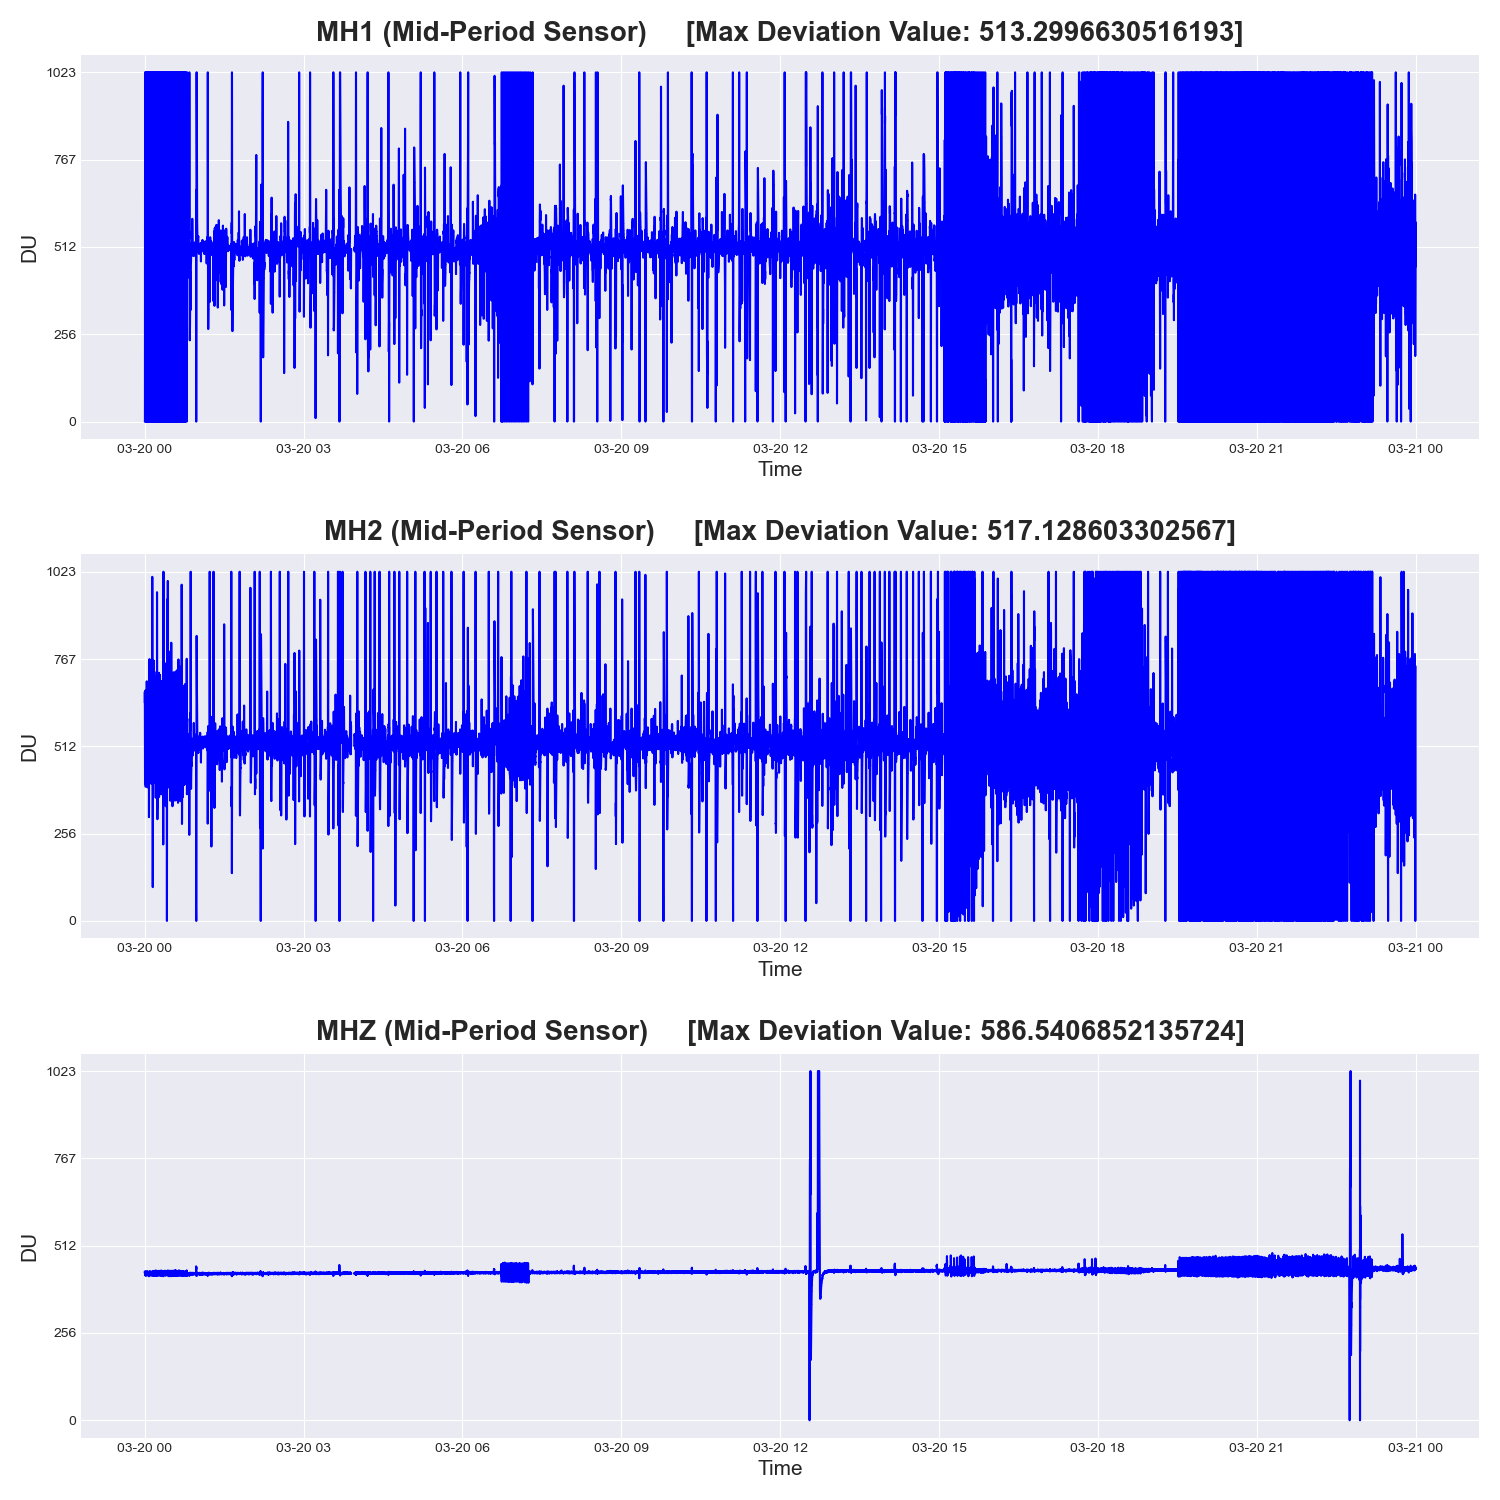 MH1 (Mid-Period Sensor) [Max Deviation Value: 513.2996630516193]
1023
767
512
256
0
DU
03-20 00 03-20 03 03-20 06 03-20 09 03-20 12 03-20 15 03-20 18 03-20 21 03-21 00
Time
MH2 (Mid-Period Sensor) [Max Deviation Value: 517.128603302567]
1023
767
512
256
0
DU
03-20 00 03-20 03 03-20 06 03-20 09 03-20 12 03-20 15 03-20 18 03-20 21 03-21 00
Time
MHZ (Mid-Period Sensor) [Max Deviation Value: 586.5406852135724]
1023
767
512
256
0
DU
03-20 00 03-20 03 03-20 06 03-20 09 03-20 12 03-20 15 03-20 18 03-20 21 03-21 00
Time